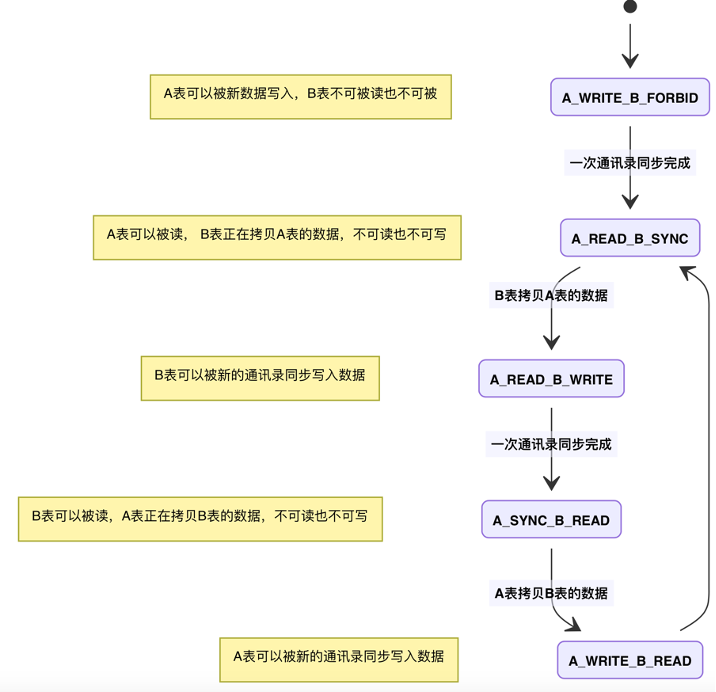 A表可以被新数据写入，B表不可被读也不可被
A_WRITE_B_FORBID
一次通讯录同步完成
A表可以被读， B表正在拷贝A表的数据，不可读也不可写
A_READ_B_SYNC
B表拷贝A表的数据
B表可以被新的通讯录同步写入数据
A_READ_B_WRITE
一次通讯录同步完成
B表可以被读，A表正在拷贝B表的数据，不可读也不可写
A_SYNC_B_READ
A表拷贝B表的数据
A表可以被新的通讯录同步写入数据
A_WRITE_B_READ